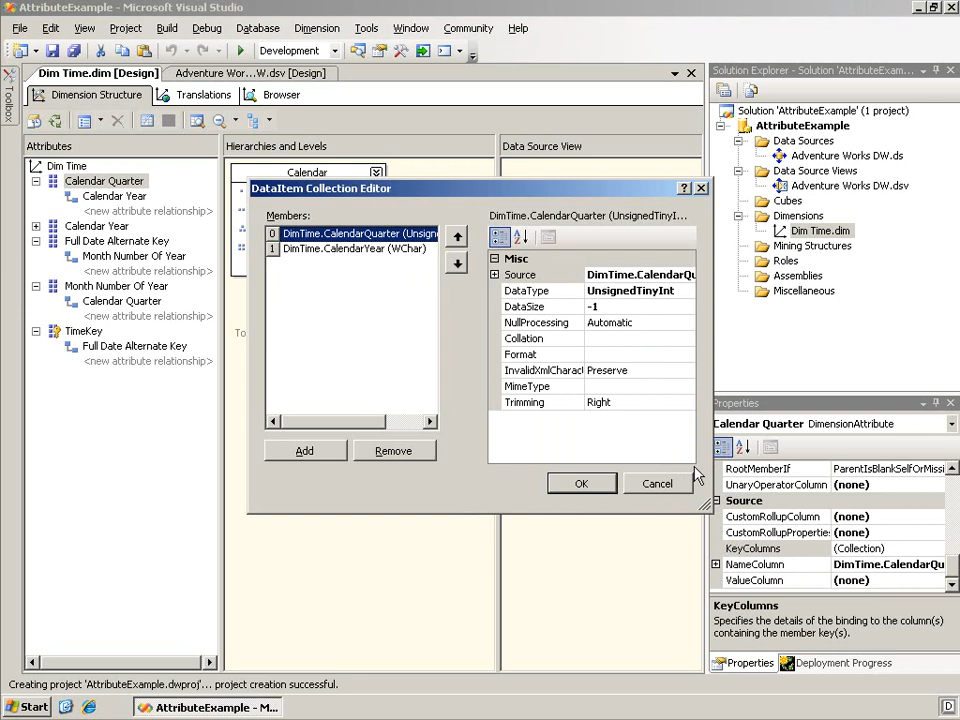 AttributeExample - Microsoft Visual Studio
File Edit View Project Build Debug Database Dimension Tools Window Community Help
Development
Toolbox
Dim Time.dim [Design] Adventure Wor...W.dsv [Design]
Dimension Structure Translations Browser
Attributes
Dim Time
Calendar Quarter
Calendar Year
<new attribute relationship>
Calendar Year
Full Date Alternate Key
Month Number Of Year
<new attribute relationship>
Month Number Of Year
Calendar Quarter
<new attribute relationship>
TimeKey
Full Date Alternate Key
<new attribute relationship>
Hierarchies and Levels
Calendar
To
Data Source View
DataItem Collection Editor
Members:
0 DimTime.CalendarQuarter (Unsign
1 DimTime.CalendarYear (WChar)
Add Remove
DimTime.CalendarQuarter (UnsignedTinyI...
Misc
Source DimTime.CalendarQu
DataType UnsignedTinyInt
DataSize -1
NullProcessing Automatic
Collation
Format
InvalidXmlCharact Preserve
MimeType
Trimming Right
OK Cancel
Solution Explorer - Solution 'AttributeExam...
Solution 'AttributeExample' (1 project)
AttributeExample
Data Sources
Adventure Works DW.ds
Data Source Views
Adventure Works DW.dsv
Cubes
Dimensions
Dim Time.dim
Mining Structures
Roles
Assemblies
Miscellaneous
Properties
Calendar Quarter DimensionAttribute
RootMemberIf ParentIsBlankSelfOrMissi
UnaryOperatorColumn (none)
Source
CustomRollupColumn (none)
CustomRollupProperties (none)
KeyColumns (Collection)
NameColumn DimTime.CalendarQu
ValueColumn (none)
KeyColumns
Specifies the details of the binding to the column(s)
containing the member key(s).
Properties Deployment Progress
Creating project 'AttributeExample.dwproj'... project creation successful.
Start AttributeExample - M... D